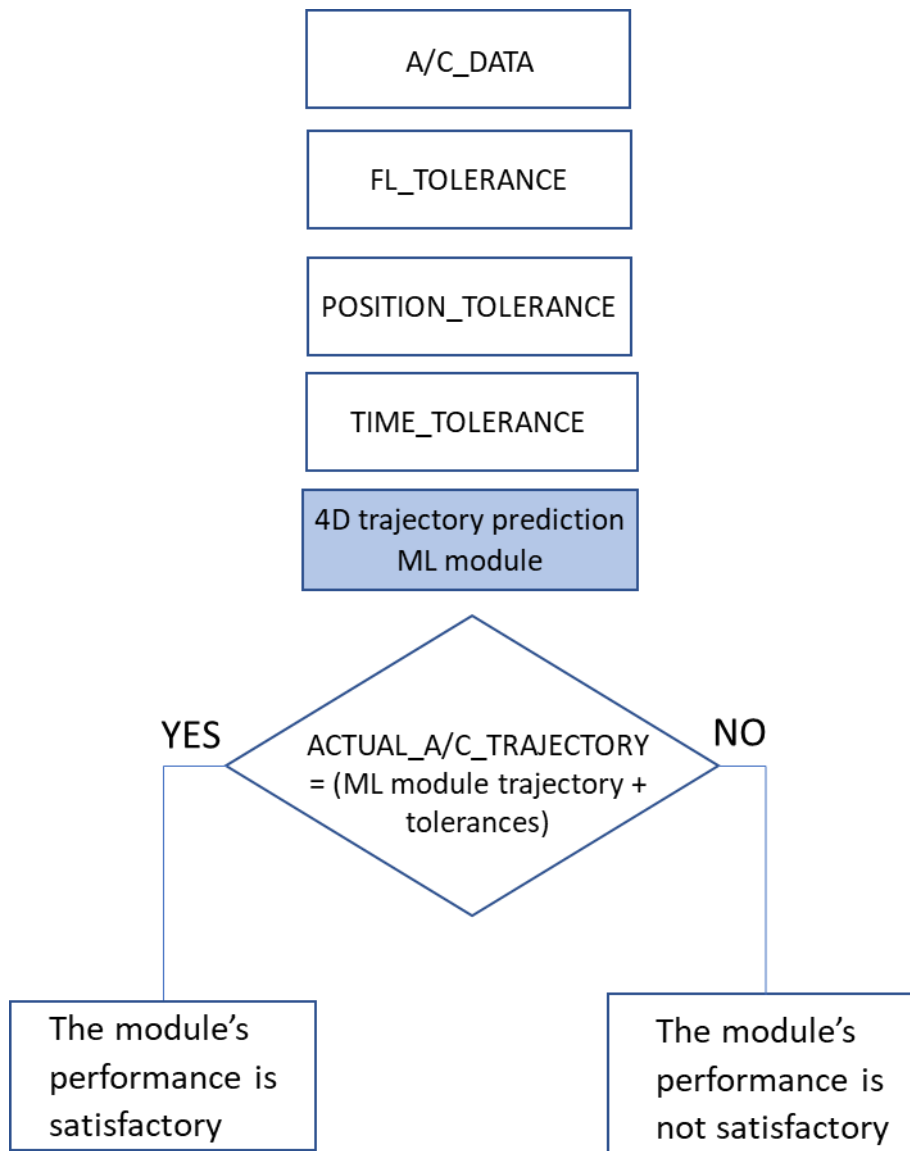 A/C_DATA
FL_TOLERANCE
POSITION_TOLERANCE
TIME_TOLERANCE
4D trajectory prediction
ML module
YES
NO
ACTUAL_A/C_TRAJECTORY
= (ML module trajectory +
tolerances)
The module’s
performance is
satisfactory
The module’s
performance is
not satisfactory